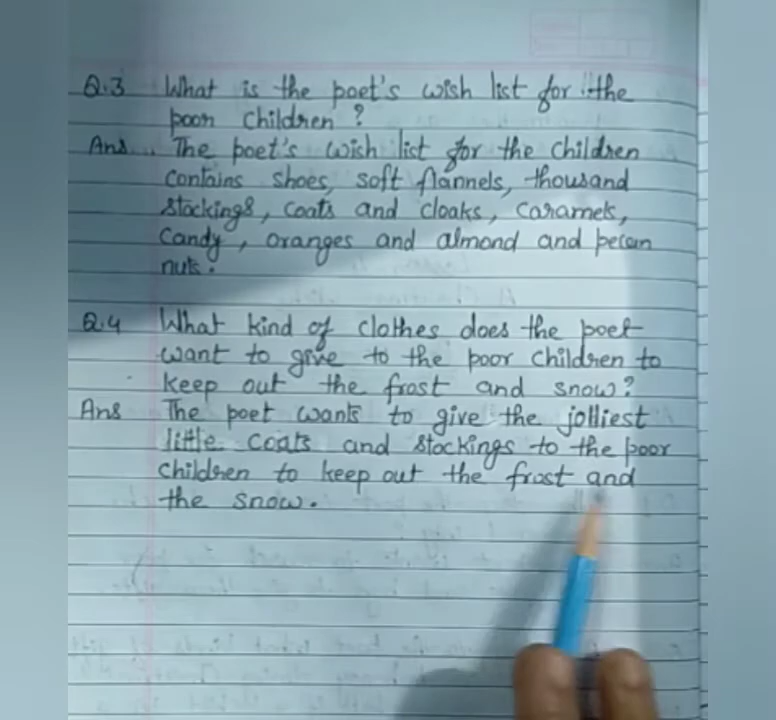 Q.3 What is the poet's wish list for the
poor children?
Ans.. The poet's wish list for the children
contains shoes, soft flannels, thousand
stockings, coats and cloaks, caramels,
candy, oranges and almond and pecan
nuts.
Q.4 What kind of clothes does the poet
want to give to the poor children to
keep out the frost and snow?
Ans The poet wants to give the jolliest
little coats and stockings to the poor
children to keep out the frost and
the snow.